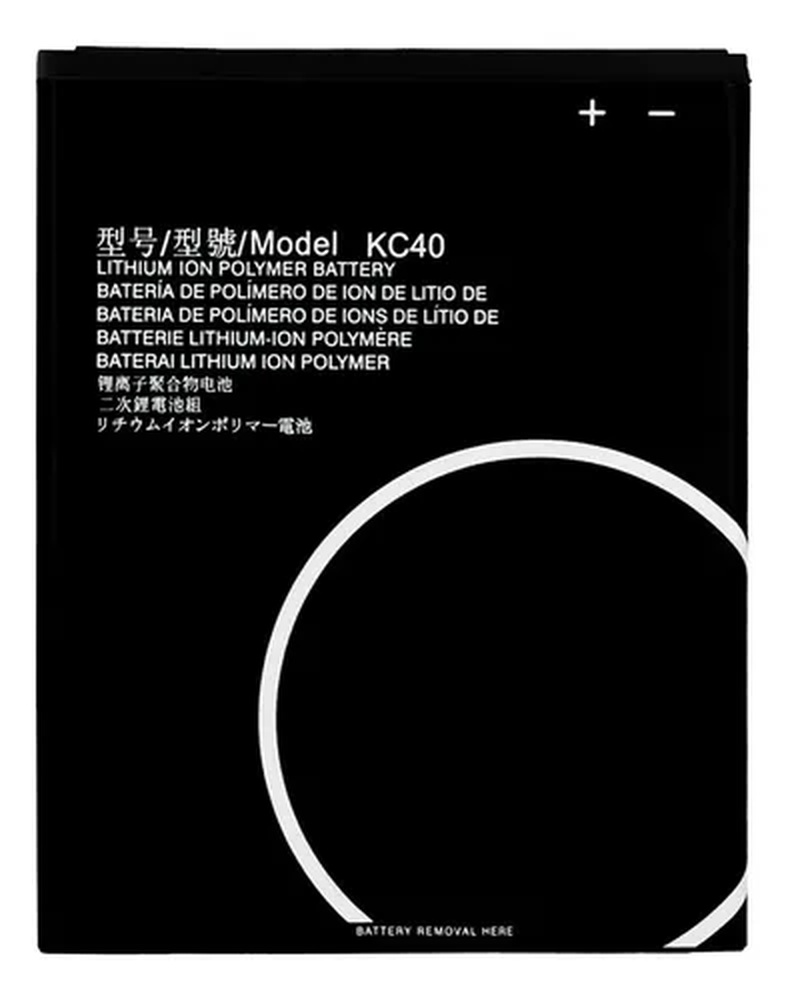 + −
型号/型號/Model KC40
LITHIUM ION POLYMER BATTERY
BATERÍA DE POLÍMERO DE ION DE LITIO DE
BATERIA DE POLÍMERO DE IONS DE LÍTIO DE
BATTERIE LITHIUM-ION POLYMÈRE
BATERAI LITHIUM ION POLYMER
锂离子聚合物电池
二次鋰電池組
リチウムイオンポリマー電池
BATTERY REMOVAL HERE